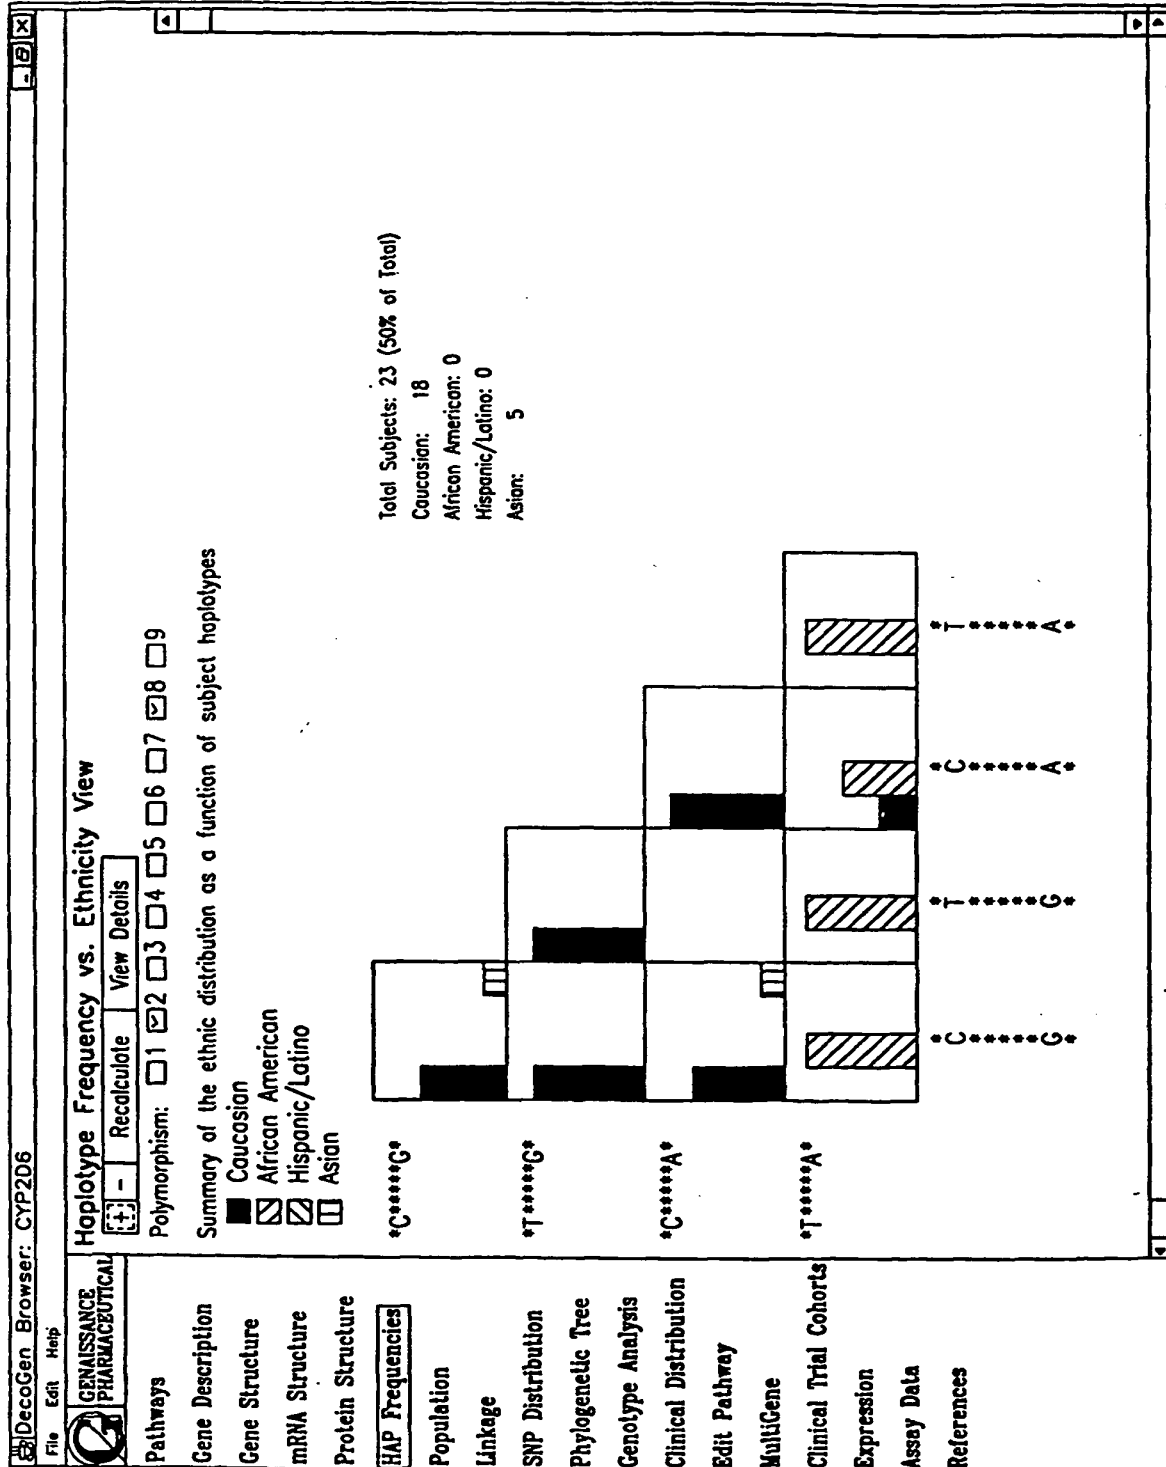 DecoGen Browser: CYP2D6
File Edit Help
GENAISSANCE
PHARMACEUTICAL
Pathways
Gene Description
Gene Structure
mRNA Structure
Protein Structure
HAP Frequencies
Population
Linkage
SNP Distribution
Phylogenetic Tree
Genotype Analysis
Clinical Distribution
Edit Pathway
MultiGene
Clinical Trial Cohorts
Expression
Assay Data
References
Haplotype Frequency vs. Ethnicity View
+ - Recalculate View Details
Polymorphism: ☐1 ☑2 ☐3 ☐4 ☐5 ☐6 ☐7 ☑8 ☐9
Summary of the ethnic distribution as a function of subject haplotypes
Caucasian
African American
Hispanic/Latino
Asian
Total Subjects: 23 (50% of Total)
Caucasian: 18
African American: 0
Hispanic/Latino: 0
Asian: 5
*C*****G*
*T*****G*
*C*****A*
*T*****A*
*C*****G*
*T*****G*
*C*****A*
*T*****A*